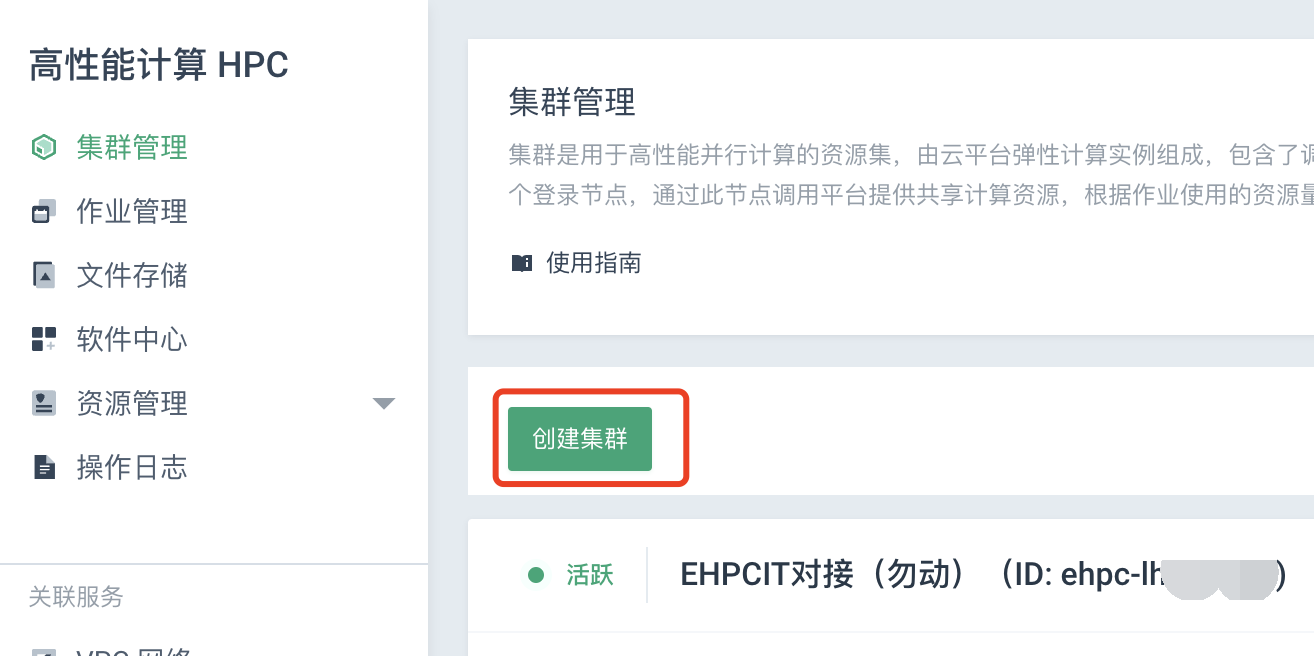 高性能计算 HPC
集群管理
作业管理
文件存储
软件中心
资源管理
操作日志
关联服务
VPC 网络
集群管理
集群是用于高性能并行计算的资源集，由云平台弹性计算实例组成，包含了调
个登录节点，通过此节点调用平台提供共享计算资源，根据作业使用的资源量
使用指南
创建集群
活跃
EHPCIT对接（勿动）（ID: ehpc-lh
)